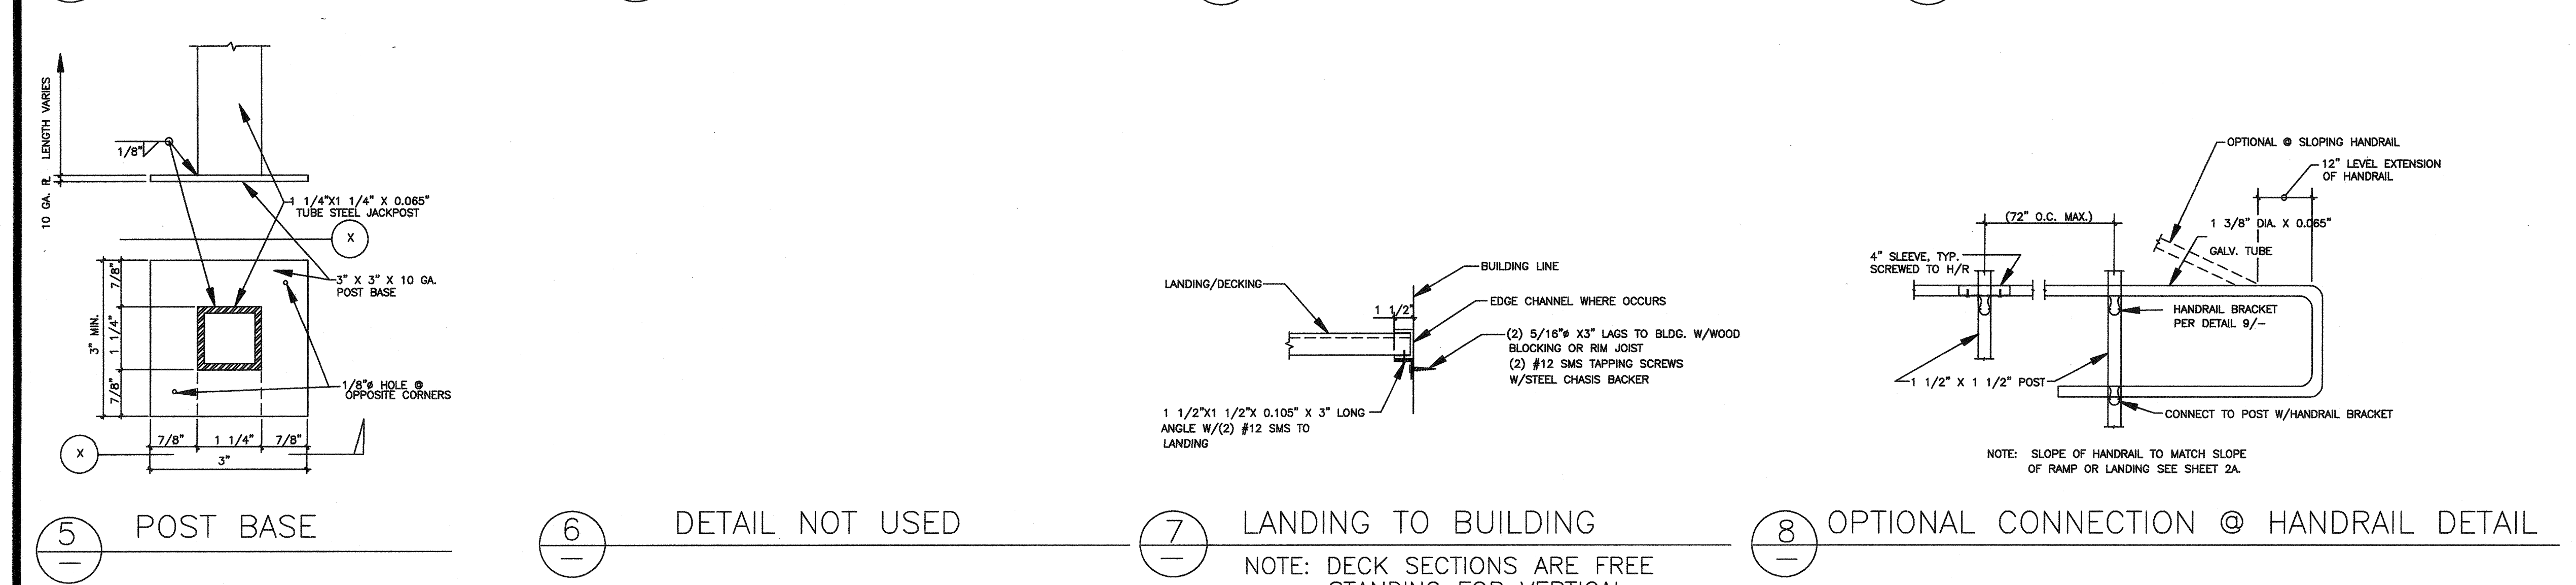 LENGTH VARIES
10 GA. PL
1/8"
1 1/4"X1 1/4" X 0.065"
TUBE STEEL JACKPOST
X
3" X 3" X 10 GA.
POST BASE
7/8"
1 1/4"
7/8"
3" MIN.
1/8"ø HOLE @
OPPOSITE CORNERS
7/8"
1 1/4"
7/8"
3"
X
5
POST BASE
6
DETAIL NOT USED
LANDING/DECKING
BUILDING LINE
1 1/2"
EDGE CHANNEL WHERE OCCURS
(2) 5/16"ø X3" LAGS TO BLDG. W/WOOD
BLOCKING OR RIM JOIST
(2) #12 SMS TAPPING SCREWS
W/STEEL CHASIS BACKER
1 1/2"X1 1/2"X 0.105" X 3" LONG
ANGLE W/(2) #12 SMS TO
LANDING
7
LANDING TO BUILDING
NOTE: DECK SECTIONS ARE FREE
STANDING FOR VERTICAL
OPTIONAL @ SLOPING HANDRAIL
12" LEVEL EXTENSION
OF HANDRAIL
(72" O.C. MAX.)
1 3/8" DIA. X 0.065"
GALV. TUBE
4" SLEEVE, TYP.
SCREWED TO H/R
HANDRAIL BRACKET
PER DETAIL 9/-
1 1/2" X 1 1/2" POST
CONNECT TO POST W/HANDRAIL BRACKET
NOTE: SLOPE OF HANDRAIL TO MATCH SLOPE
OF RAMP OR LANDING SEE SHEET 2A.
8
OPTIONAL CONNECTION @ HANDRAIL DETAIL